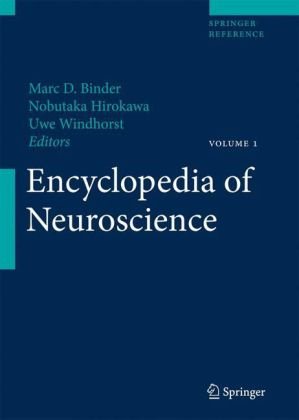 SPRINGER
REFERENCE
Marc D. Binder
Nobutaka Hirokawa
Uwe Windhorst
Editors
VOLUME 1
Encyclopedia of
Neuroscience
Springer